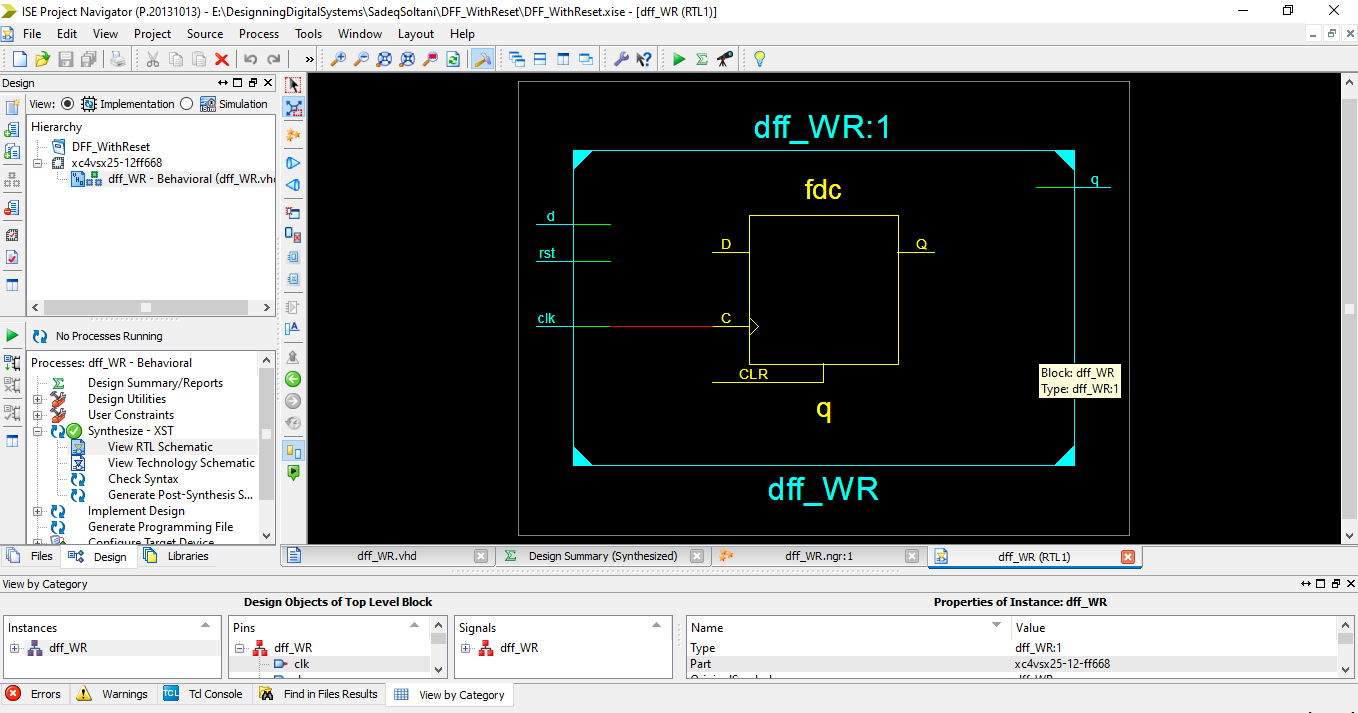 ISE Project Navigator (P.20131013) - E:\DesignningDigitalSystems\SadeqSoltani\DFF_WithReset\DFF_WithReset.xise - [dff_WR (RTL1)]
File Edit View Project Source Process Tools Window Layout Help
»
Design
View: Implementation Simulation
Hierarchy
DFF_WithReset
xc4vsx25-12ff668
dff_WR - Behavioral (dff_WR.vh
No Processes Running
Processes: dff_WR - Behavioral
Design Summary/Reports
Design Utilities
User Constraints
Synthesize - XST
View RTL Schematic
View Technology Schematic
Check Syntax
Generate Post-Synthesis S...
Implement Design
Generate Programming File
Configure Target Device
Files Design Libraries
dff_WR:1
fdc
d
rst
clk
D
C
CLR
Q
q
q
dff_WR
Block: dff_WR
Type: dff_WR:1
dff_WR.vhd Design Summary (Synthesized) dff_WR.ngr:1 dff_WR (RTL1)
View by Category
Design Objects of Top Level Block
Properties of Instance: dff_WR
Instances Pins Signals Name Value
dff_WR dff_WR dff_WR Type dff_WR:1
clk Part xc4vsx25-12-ff668
Errors Warnings Tcl Console Find in Files Results View by Category